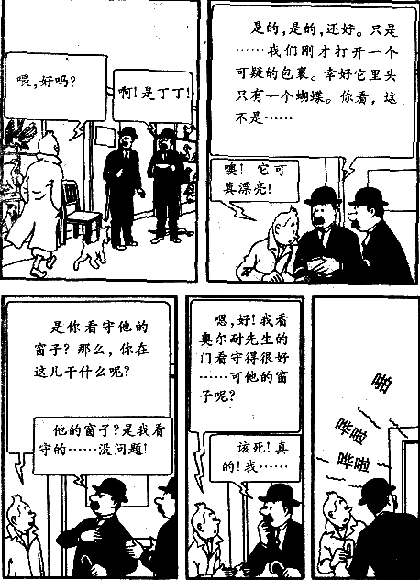 喂,好吗?
啊!是丁丁!
是的,是的,还好。只是
……我们刚才打开一个
可疑的包裹、幸好它里头
只有一个蝴蝶。你看,这
不是……
噢!它可
真漂亮!
是你看守他的
窗子?那么,你在
这儿干什么呢?
他的窗子?是我看
守的……没问题!
嗯,好!我看
奥尔耐先生的
门看守得很好
……可他的窗
子呢?
该死!真
的!我……
啪
哗啦
哗啦